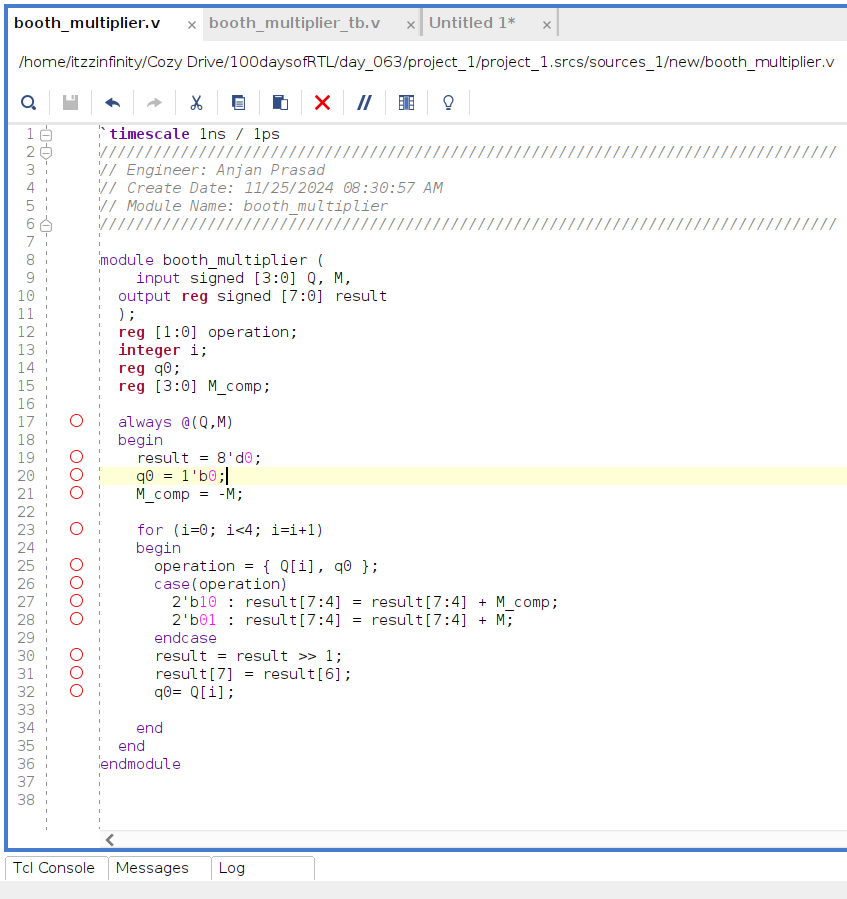 booth_multiplier.v × booth_multiplier_tb.v × Untitled 1* ×
/home/itzzinfinity/Cozy Drive/100daysofRTL/day_063/project_1/project_1.srcs/sources_1/new/booth_multiplier.v
1 `timescale 1ns / 1ps
2 //////////////////////////////////////////////////////////////////////////////////
3 // Engineer: Anjan Prasad
4 // Create Date: 11/25/2024 08:30:57 AM
5 // Module Name: booth_multiplier
6 //////////////////////////////////////////////////////////////////////////////////
7
8 module booth_multiplier (
9 input signed [3:0] Q, M,
10 output reg signed [7:0] result
11 );
12 reg [1:0] operation;
13 integer i;
14 reg q0;
15 reg [3:0] M_comp;
16
17 always @(Q,M)
18 begin
19 result = 8'd0;
20 q0 = 1'b0;
21 M_comp = -M;
22
23 for (i=0; i<4; i=i+1)
24 begin
25 operation = { Q[i], q0 };
26 case(operation)
27 2'b10 : result[7:4] = result[7:4] + M_comp;
28 2'b01 : result[7:4] = result[7:4] + M;
29 endcase
30 result = result >> 1;
31 result[7] = result[6];
32 q0= Q[i];
33
34 end
35 end
36 endmodule
37
38
Tcl Console Messages Log